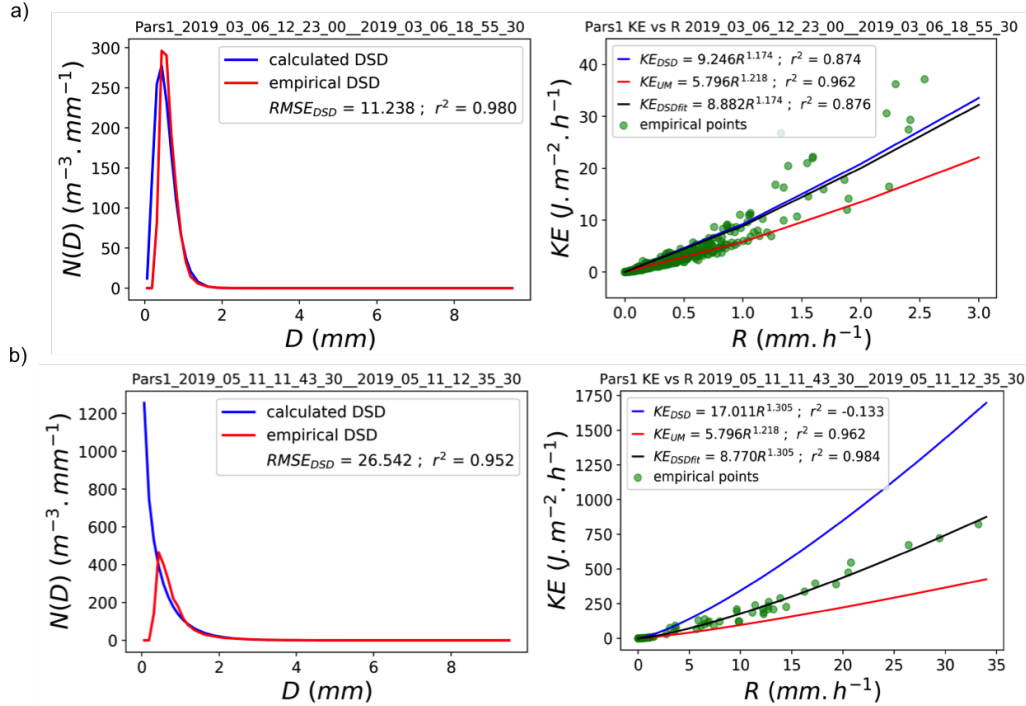 a)
Pars1_2019_03_06_12_23_00__2019_03_06_18_55_30
calculated DSD
empirical DSD
RMSE_DSD = 11.238 ; r² = 0.980
N(D) (m⁻³. mm⁻¹)
300
250
200
150
100
50
0
0 2 4 6 8
D (mm)
Pars1 KE vs R 2019_03_06_12_23_00__2019_03_06_18_55_30
KE_DSD = 9.246R^1.174 ; r² = 0.874
KE_UM = 5.796R^1.218 ; r² = 0.962
KE_DSDfit = 8.882R^1.174 ; r² = 0.876
empirical points
KE (J. m⁻². h⁻¹)
40
30
20
10
0
0.0 0.5 1.0 1.5 2.0 2.5 3.0
R (mm. h⁻¹)
b)
Pars1_2019_05_11_11_43_30__2019_05_11_12_35_30
calculated DSD
empirical DSD
RMSE_DSD = 26.542 ; r² = 0.952
N(D) (m⁻³. mm⁻¹)
1200
1000
800
600
400
200
0
0 2 4 6 8
D (mm)
Pars1 KE vs R 2019_05_11_11_43_30__2019_05_11_12_35_30
KE_DSD = 17.011R^1.305 ; r² = -0.133
KE_UM = 5.796R^1.218 ; r² = 0.962
KE_DSDfit = 8.770R^1.305 ; r² = 0.984
empirical points
KE (J. m⁻². h⁻¹)
1750
1500
1250
1000
750
500
250
0
0 5 10 15 20 25 30 35
R (mm. h⁻¹)